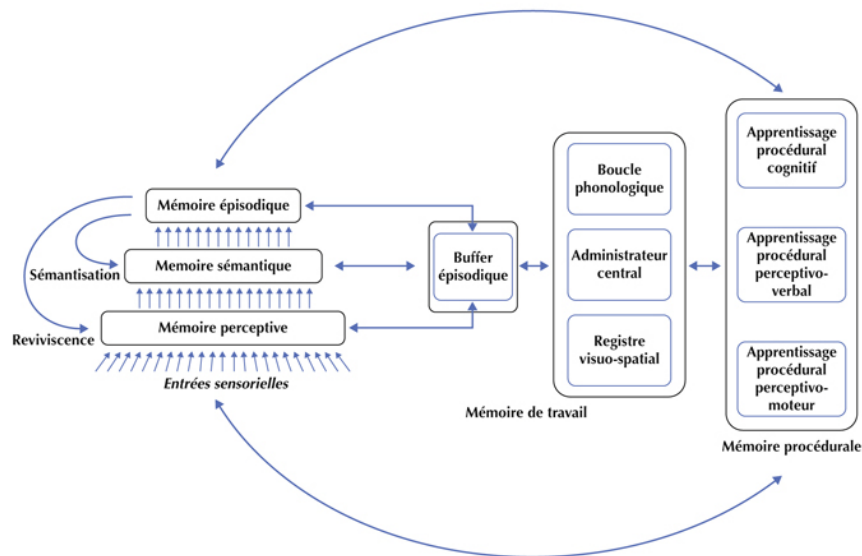 Mémoire épisodique
Sémantisation
Memoire sémantique
Reviviscence
Mémoire perceptive
Entrées sensorielles
Buffer
épisodique
Boucle
phonologique
Administrateur
central
Registre
visuo-spatial
Mémoire de travail
Apprentissage
procédural
cognitif
Apprentissage
procédural
perceptivo-
verbal
Apprentissage
procédural
perceptivo-
moteur
Mémoire procédurale